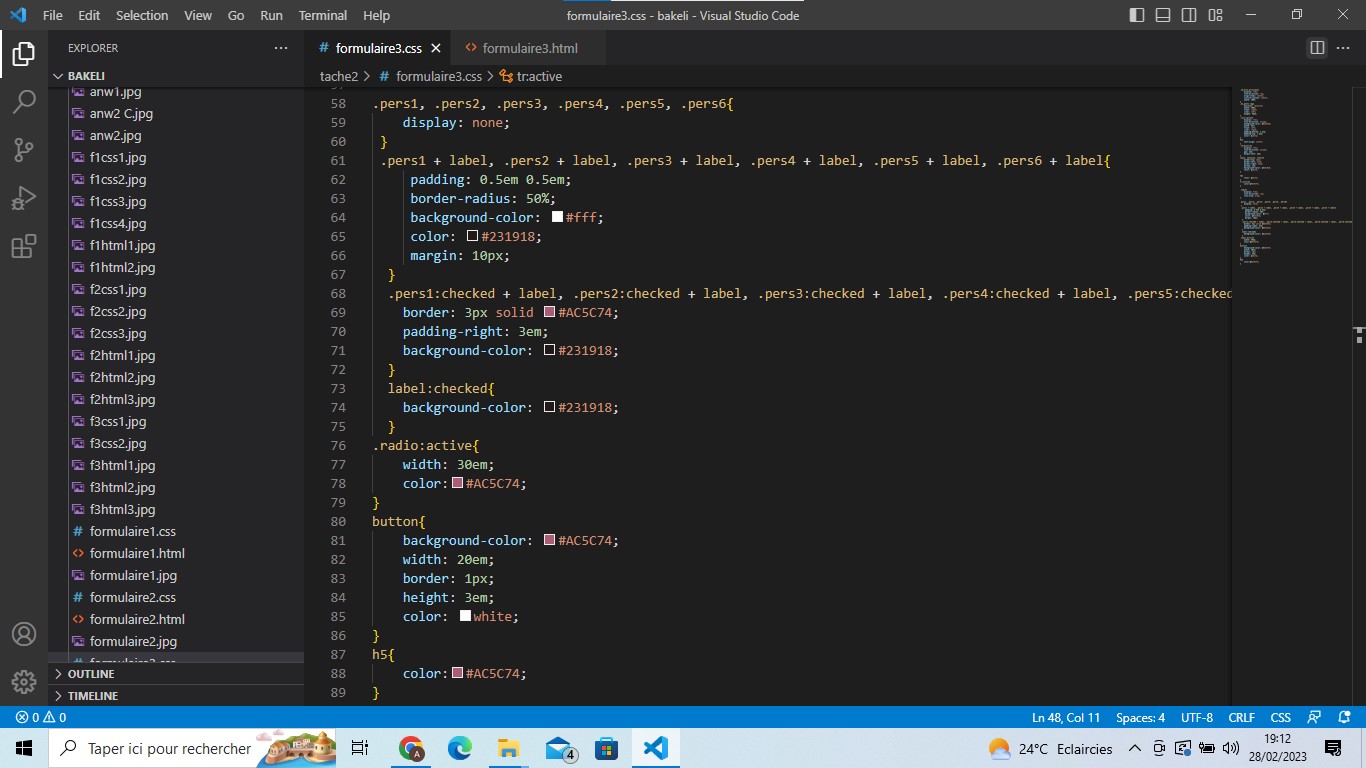 File Edit Selection View Go Run Terminal Help
formulaire3.css - bakeli - Visual Studio Code
EXPLORER
BAKELI
anw1.jpg
anw2 C.jpg
anw2.jpg
f1css1.jpg
f1css2.jpg
f1css3.jpg
f1css4.jpg
f1html1.jpg
f1html2.jpg
f2css1.jpg
f2css2.jpg
f2css3.jpg
f2html1.jpg
f2html2.jpg
f2html3.jpg
f3css1.jpg
f3css2.jpg
f3html1.jpg
f3html2.jpg
f3html3.jpg
# formulaire1.css
<> formulaire1.html
formulaire1.jpg
# formulaire2.css
<> formulaire2.html
formulaire2.jpg
OUTLINE
TIMELINE
# formulaire3.css
<> formulaire3.html
tache2 > # formulaire3.css > tr:active
58 .pers1, .pers2, .pers3, .pers4, .pers5, .pers6{
59 display: none;
60 }
61 .pers1 + label, .pers2 + label, .pers3 + label, .pers4 + label, .pers5 + label, .pers6 + label{
62 padding: 0.5em 0.5em;
63 border-radius: 50%;
64 background-color: #fff;
65 color: #231918;
66 margin: 10px;
67 }
68 .pers1:checked + label, .pers2:checked + label, .pers3:checked + label, .pers4:checked + label, .pers5:checked
69 border: 3px solid #AC5C74;
70 padding-right: 3em;
71 background-color: #231918;
72 }
73 label:checked{
74 background-color: #231918;
75 }
76 .radio:active{
77 width: 30em;
78 color: #AC5C74;
79 }
80 button{
81 background-color: #AC5C74;
82 width: 20em;
83 border: 1px;
84 height: 3em;
85 color: white;
86 }
87 h5{
88 color: #AC5C74;
89 }
0 0
Ln 48, Col 11 Spaces: 4 UTF-8 CRLF CSS
Taper ici pour rechercher
A
4
24°C Eclaircies
19:12
28/02/2023